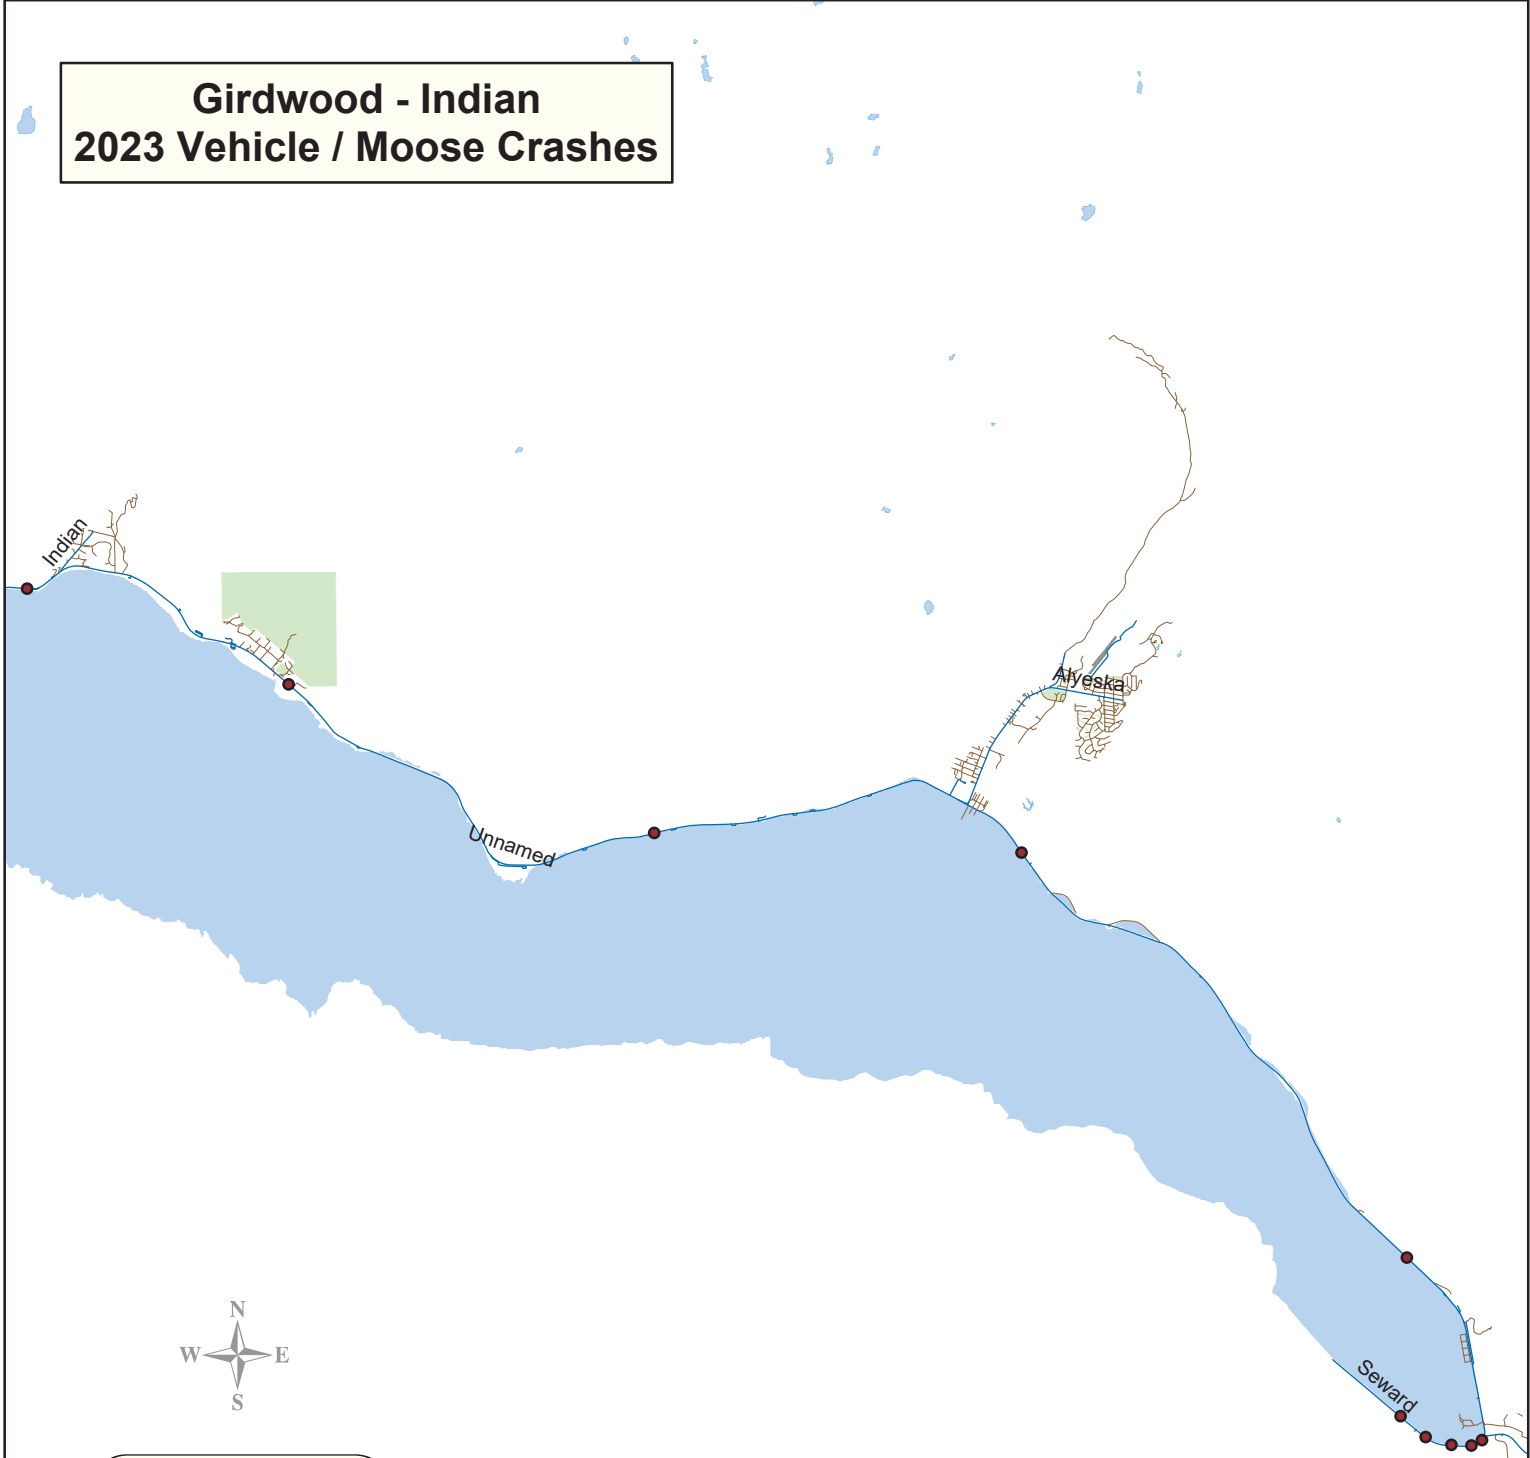 Girdwood - Indian
2023 Vehicle / Moose Crashes
Indian
Alyeska
Unnamed
N
W E
S
Seward